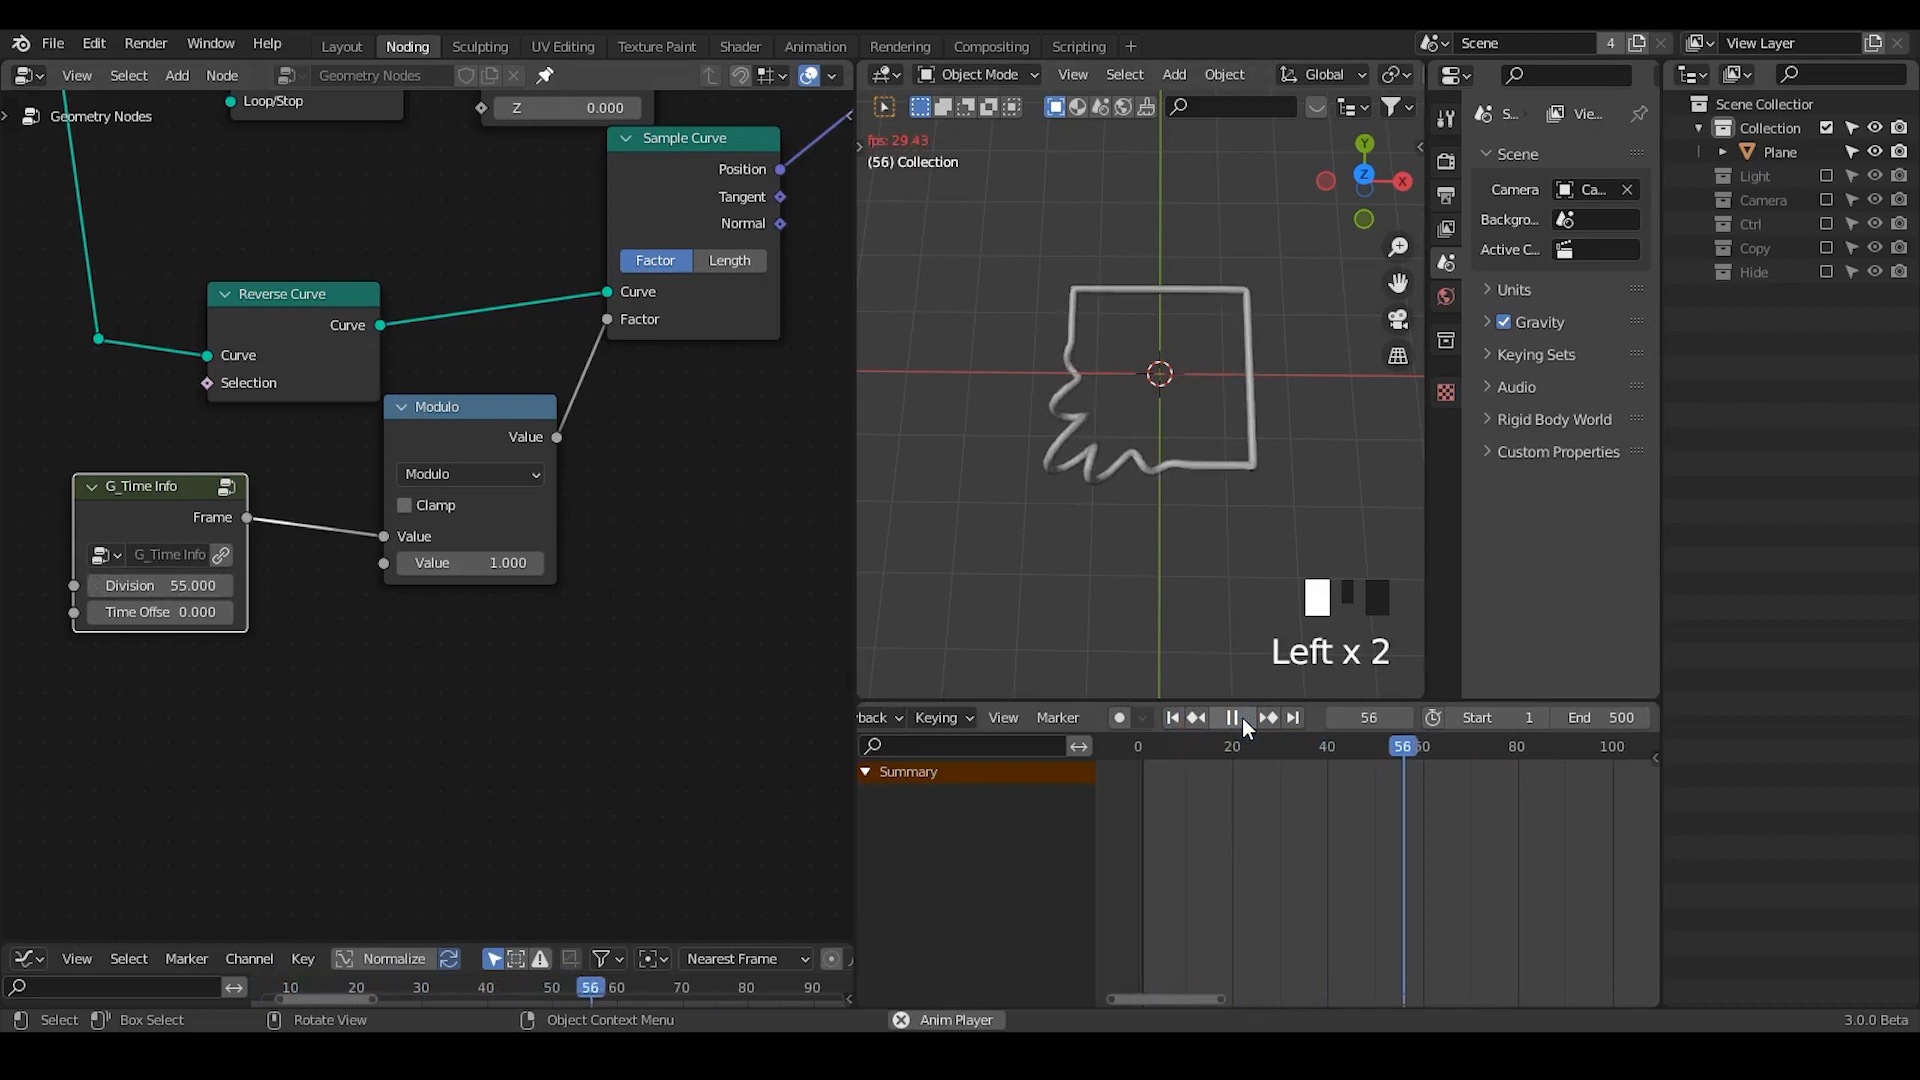 File Edit Render Window Help Layout Noding Sculpting UV Editing Texture Paint Shader Animation Rendering Compositing Scripting + Scene 4 View Layer
View Select Add Node Geometry Nodes
Object Mode View Select Add Object Global
Geometry Nodes
Loop/Stop
Z 0.000
Sample Curve
Position
Tangent
Normal
Factor Length
Curve
Factor
Reverse Curve
Curve
Curve
Selection
Modulo
Value
Modulo
Clamp
Value
Value 1.000
G_Time Info
Frame
G_Time Info
Division 55.000
Time Offse 0.000
fps: 29.43
(56) Collection
Y
Z
X
Left x 2
S... Vie...
Scene
Camera Ca...
Backgro...
Active C...
Units
Gravity
Keying Sets
Audio
Rigid Body World
Custom Properties
Scene Collection
Collection
Plane
Light
Camera
Ctrl
Copy
Hide
yback Keying View Marker 56 Start 1 End 500
0 20 40 56 60 80 100
Summary
View Select Marker Channel Key Normalize Nearest Frame
10 20 30 40 50 56 60 70 80 90
Select Box Select Rotate View Object Context Menu Anim Player 3.0.0 Beta